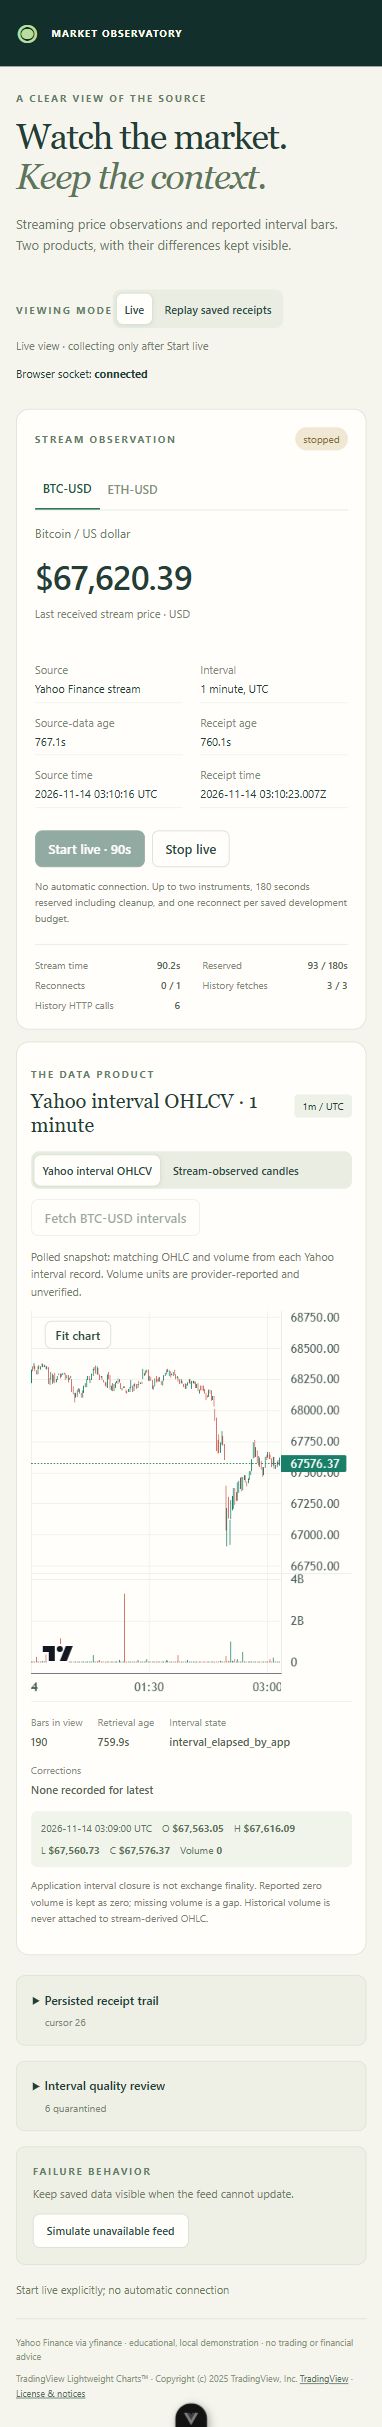 MARKET OBSERVATORY
A CLEAR VIEW OF THE SOURCE
Watch the market.
Keep the context.
Streaming price observations and reported interval bars.
Two products, with their differences kept visible.
VIEWING MODE Live Replay saved receipts
Live view · collecting only after Start live
Browser socket: connected
STREAM OBSERVATION stopped
BTC-USD ETH-USD
Bitcoin / US dollar
$67,620.39
Last received stream price · USD
Source Interval
Yahoo Finance stream 1 minute, UTC
Source-data age Receipt age
767.1s 760.1s
Source time Receipt time
2026-11-14 03:10:16 UTC 2026-11-14 03:10:23.007Z
Start live · 90s Stop live
No automatic connection. Up to two instruments, 180 seconds
reserved including cleanup, and one reconnect per saved development
budget.
Stream time 90.2s Reserved 93 / 180s
Reconnects 0 / 1 History fetches 3 / 3
History HTTP calls 6
THE DATA PRODUCT
Yahoo interval OHLCV · 1
minute
1m / UTC
Yahoo interval OHLCV Stream-observed candles
Fetch BTC-USD intervals
Polled snapshot: matching OHLC and volume from each Yahoo
interval record. Volume units are provider-reported and
unverified.
68750.00
Fit chart
68500.00
68250.00
68000.00
67750.00
67576.37
67500.00
67250.00
67000.00
66750.00
4B
2B
0
4 01:30 03:00
Bars in view Retrieval age Interval state
190 759.9s interval_elapsed_by_app
Corrections
None recorded for latest
2026-11-14 03:09:00 UTC O $67,563.05 H $67,616.09
L $67,560.73 C $67,576.37 Volume 0
Application interval closure is not exchange finality. Reported zero
volume is kept as zero; missing volume is a gap. Historical volume is
never attached to stream-derived OHLC.
Persisted receipt trail
cursor 26
Interval quality review
6 quarantined
FAILURE BEHAVIOR
Keep saved data visible when the feed cannot update.
Simulate unavailable feed
Start live explicitly; no automatic connection
Yahoo Finance via yfinance · educational, local demonstration · no trading or financial
advice
TradingView Lightweight Charts™ · Copyright (c) 2025 TradingView, Inc. TradingView ·
License & notices